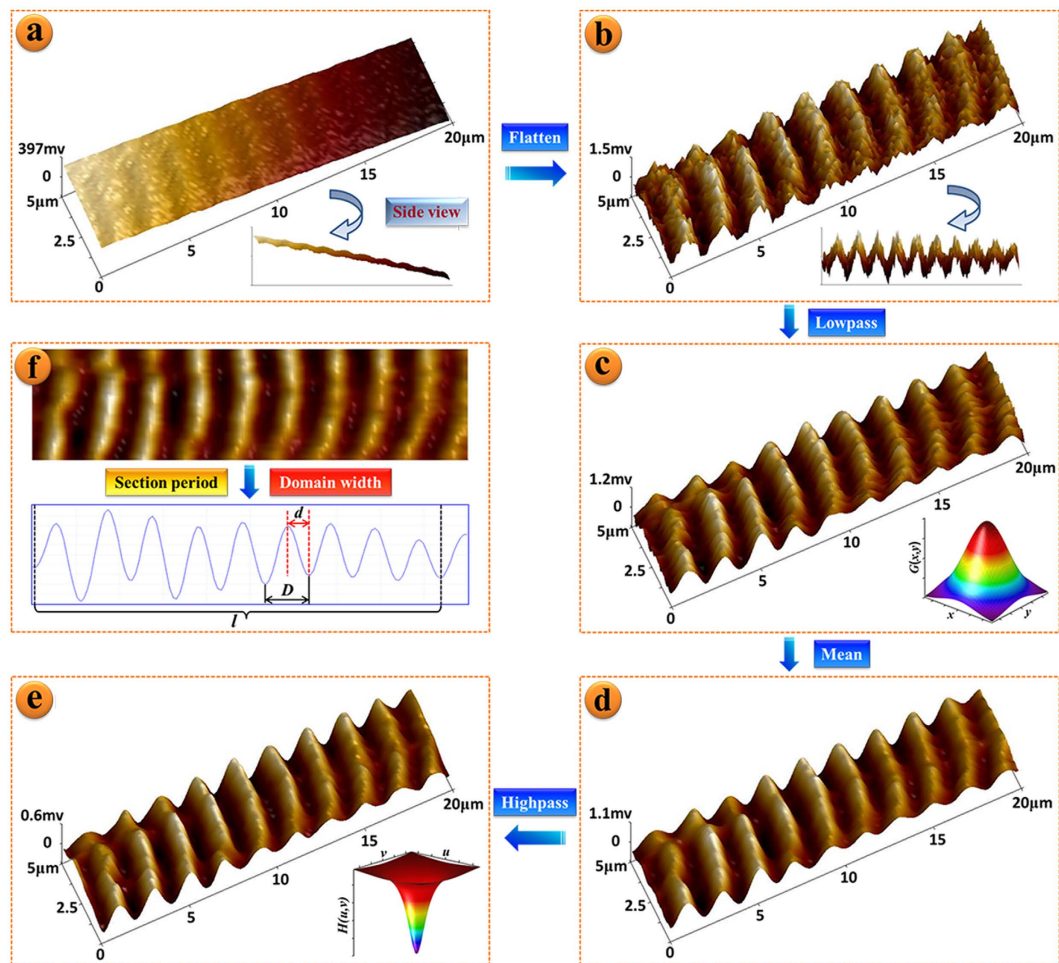 a
397mv
0
5μm
2.5
0
5
10
15
20μm
Side view
Flatten
b
1.5mv
0
5μm
2.5
0
5
10
15
20μm
Lowpass
f
Section period
Domain width
d
D
l
c
1.2mv
0
5μm
2.5
0
5
10
15
20μm
G(x,y)
x
y
Mean
e
0.6mv
0
5μm
2.5
0
5
10
15
20μm
v
u
H(u,v)
Highpass
d
1.1mv
0
5μm
2.5
0
5
10
15
20μm